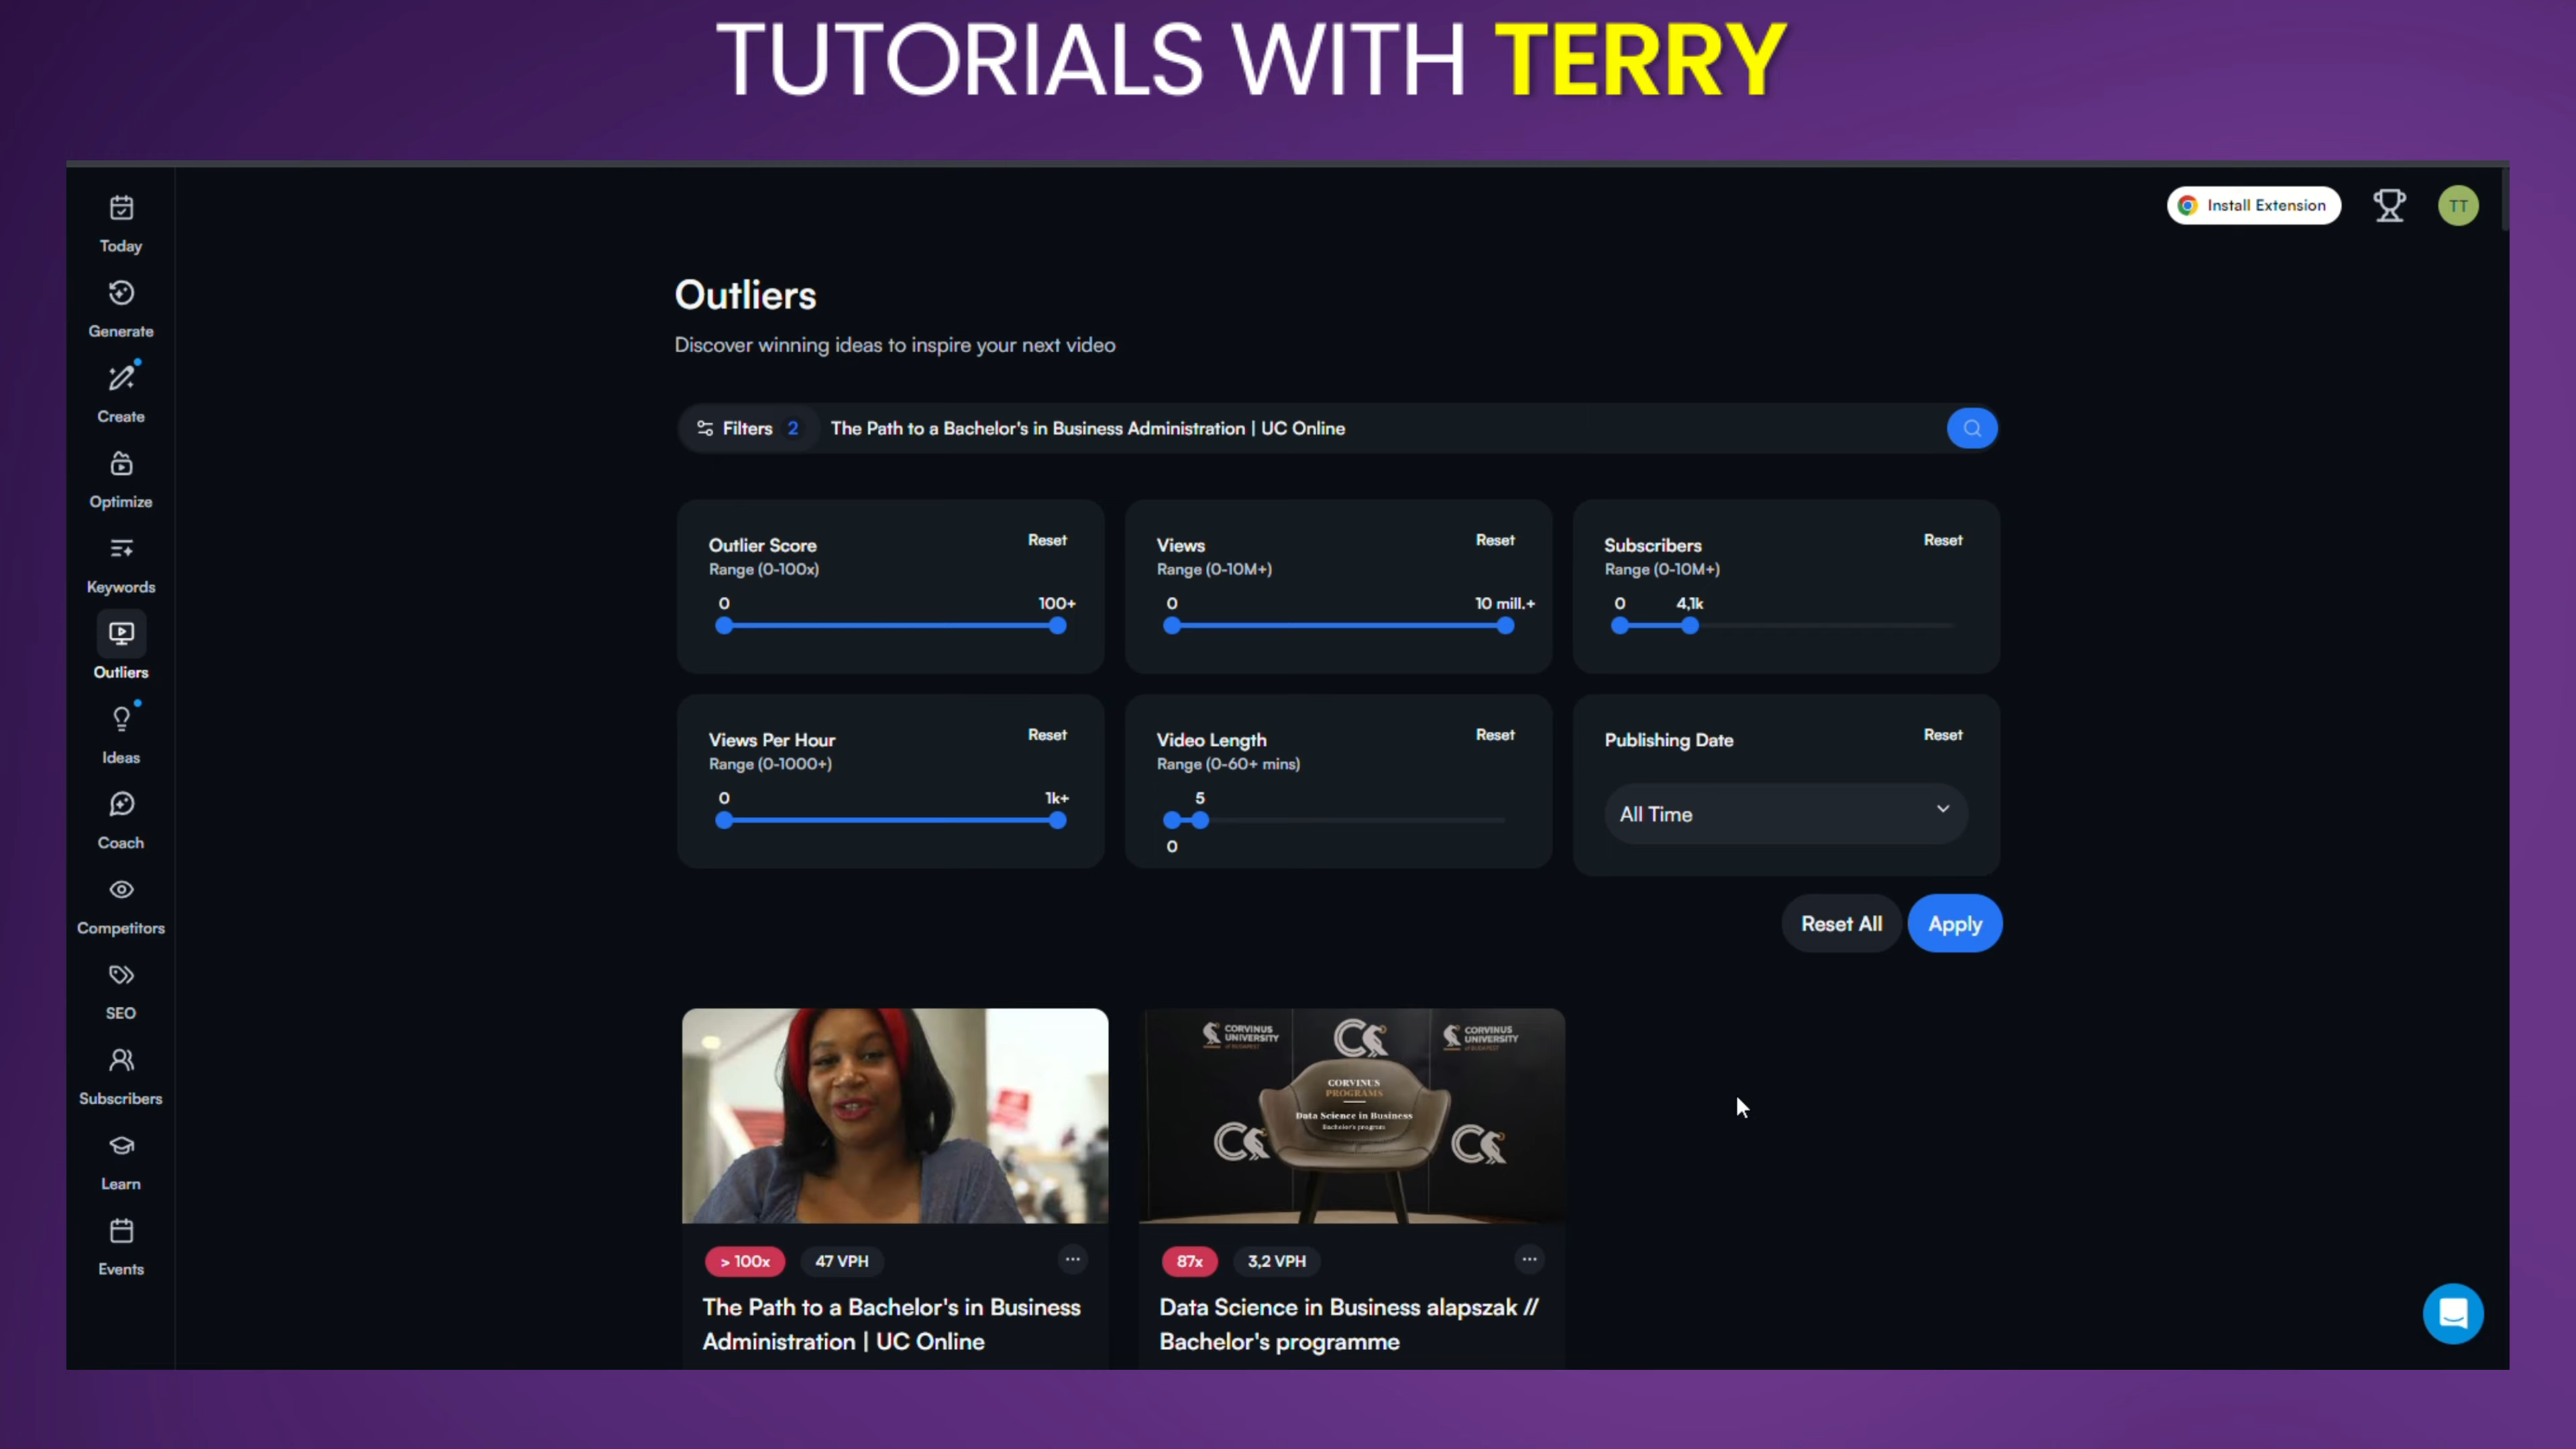 TUTORIALS WITH TERRY
Install Extension
TT
Today
Generate
Create
Optimize
Keywords
Outliers
Ideas
Coach
Competitors
SEO
Subscribers
Learn
Events
Outliers
Discover winning ideas to inspire your next video
Filters 2 The Path to a Bachelor's in Business Administration | UC Online
Outlier Score Reset
Range (0-100x)
0 100+
Views Reset
Range (0-10M+)
0 10 mill.+
Subscribers Reset
Range (0-10M+)
0 4,1k
Views Per Hour Reset
Range (0-1000+)
0 1k+
Video Length Reset
Range (0-60+ mins)
5
0
Publishing Date Reset
All Time
Reset All Apply
> 100x 47 VPH
The Path to a Bachelor's in Business
Administration | UC Online
CORVINUS
UNIVERSITY
CORVINUS
UNIVERSITY
CORVINUS
PROGRAMS
Data Science in Business
Bachelor's program
87x 3,2 VPH
Data Science in Business alapszak //
Bachelor's programme